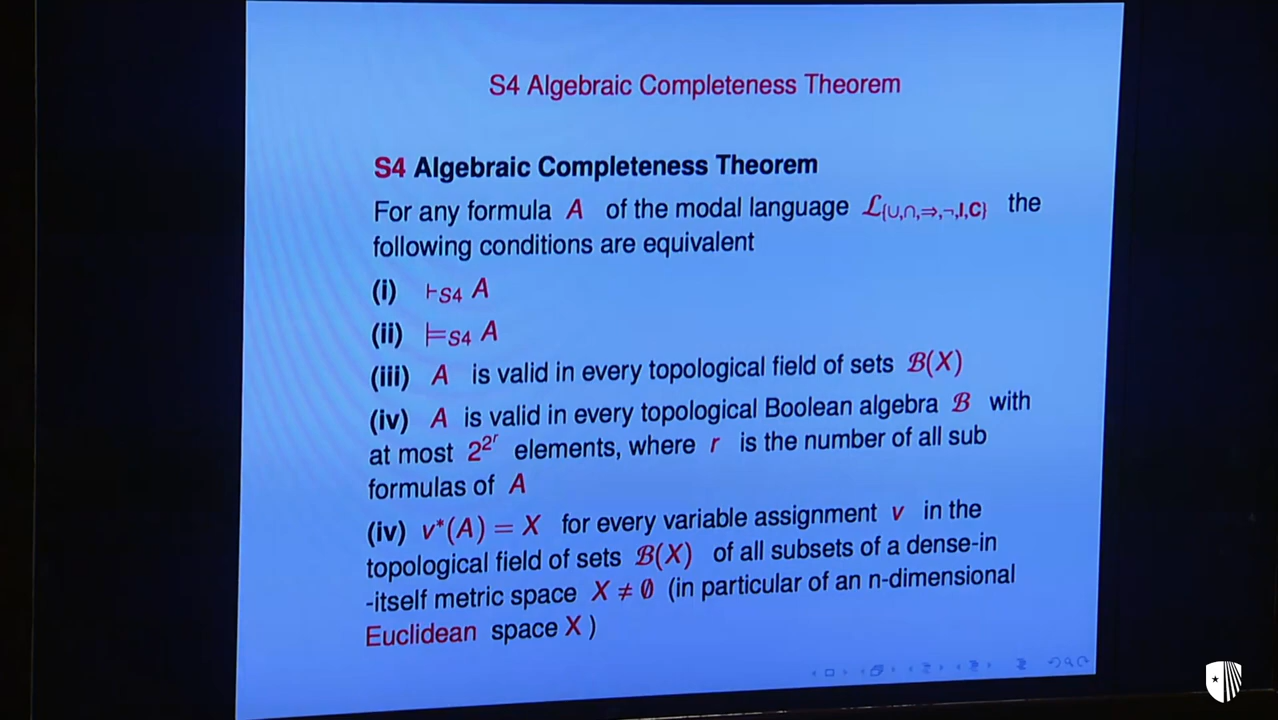 S4 Algebraic Completeness Theorem
S4 Algebraic Completeness Theorem
For any formula A of the modal language ℒ{∪,∩,⇒,¬,I,C} the
following conditions are equivalent
(i) ⊢S4 A
(ii) ⊨S4 A
(iii) A is valid in every topological field of sets ℬ(X)
(iv) A is valid in every topological Boolean algebra ℬ with
at most 2^2^r elements, where r is the number of all sub
formulas of A
(iv) v*(A) = X for every variable assignment v in the
topological field of sets ℬ(X) of all subsets of a dense-in
-itself metric space X ≠ ∅ (in particular of an n-dimensional
Euclidean space X )